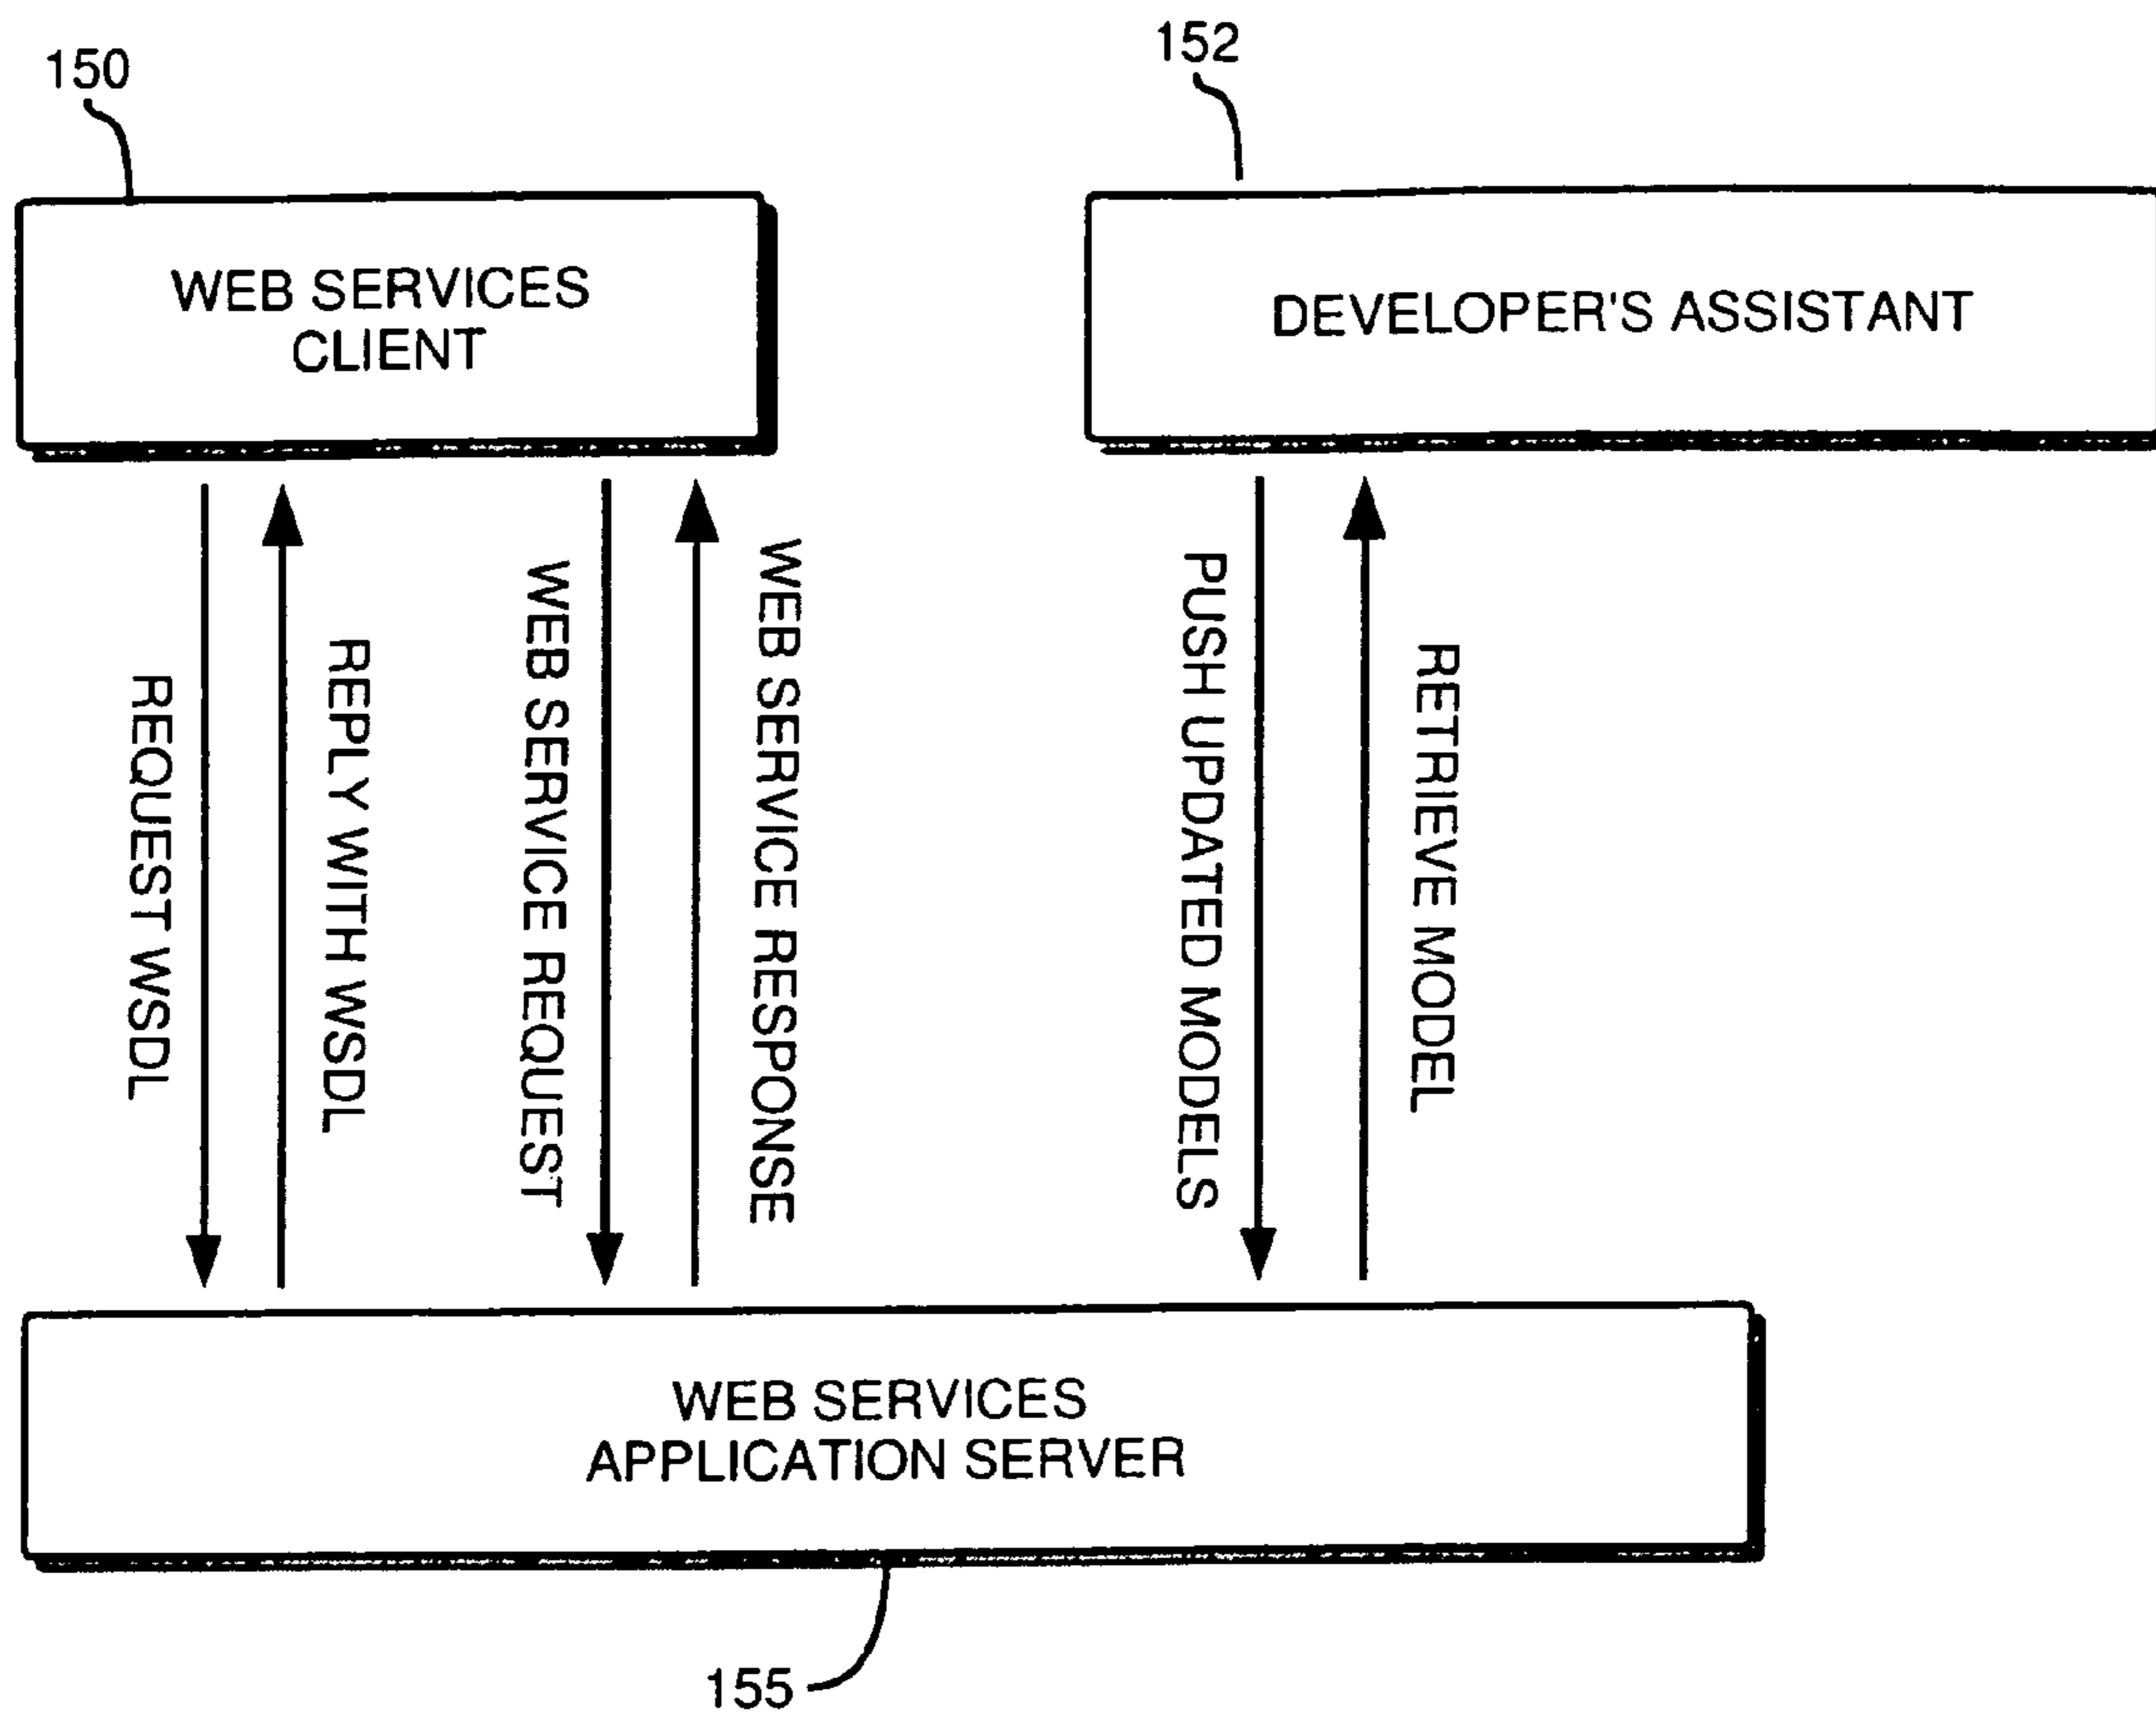 150
152
WEB SERVICES
CLIENT
DEVELOPER'S ASSISTANT
REQUEST WSDL
REPLY WITH WSDL
WEB SERVICE REQUEST
WEB SERVICE RESPONSE
PUSH UPDATED MODELS
RETRIEVE MODEL
WEB SERVICES
APPLICATION SERVER
155